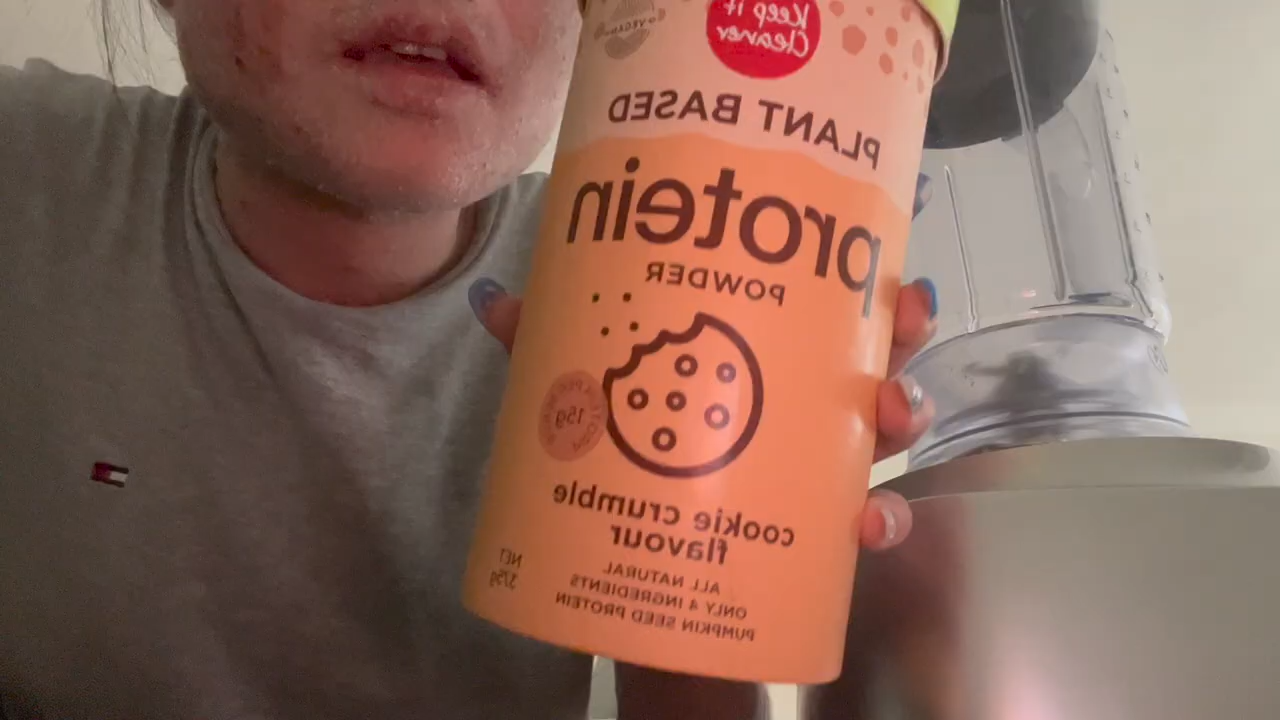 Keep it
Cleaner
VEGAN
PLANT BASED
protein
POWDER
15g
cookie crumble
flavour
ALL NATURAL
ONLY 4 INGREDIENTS
PUMPKIN SEED PROTEIN
NET
375g